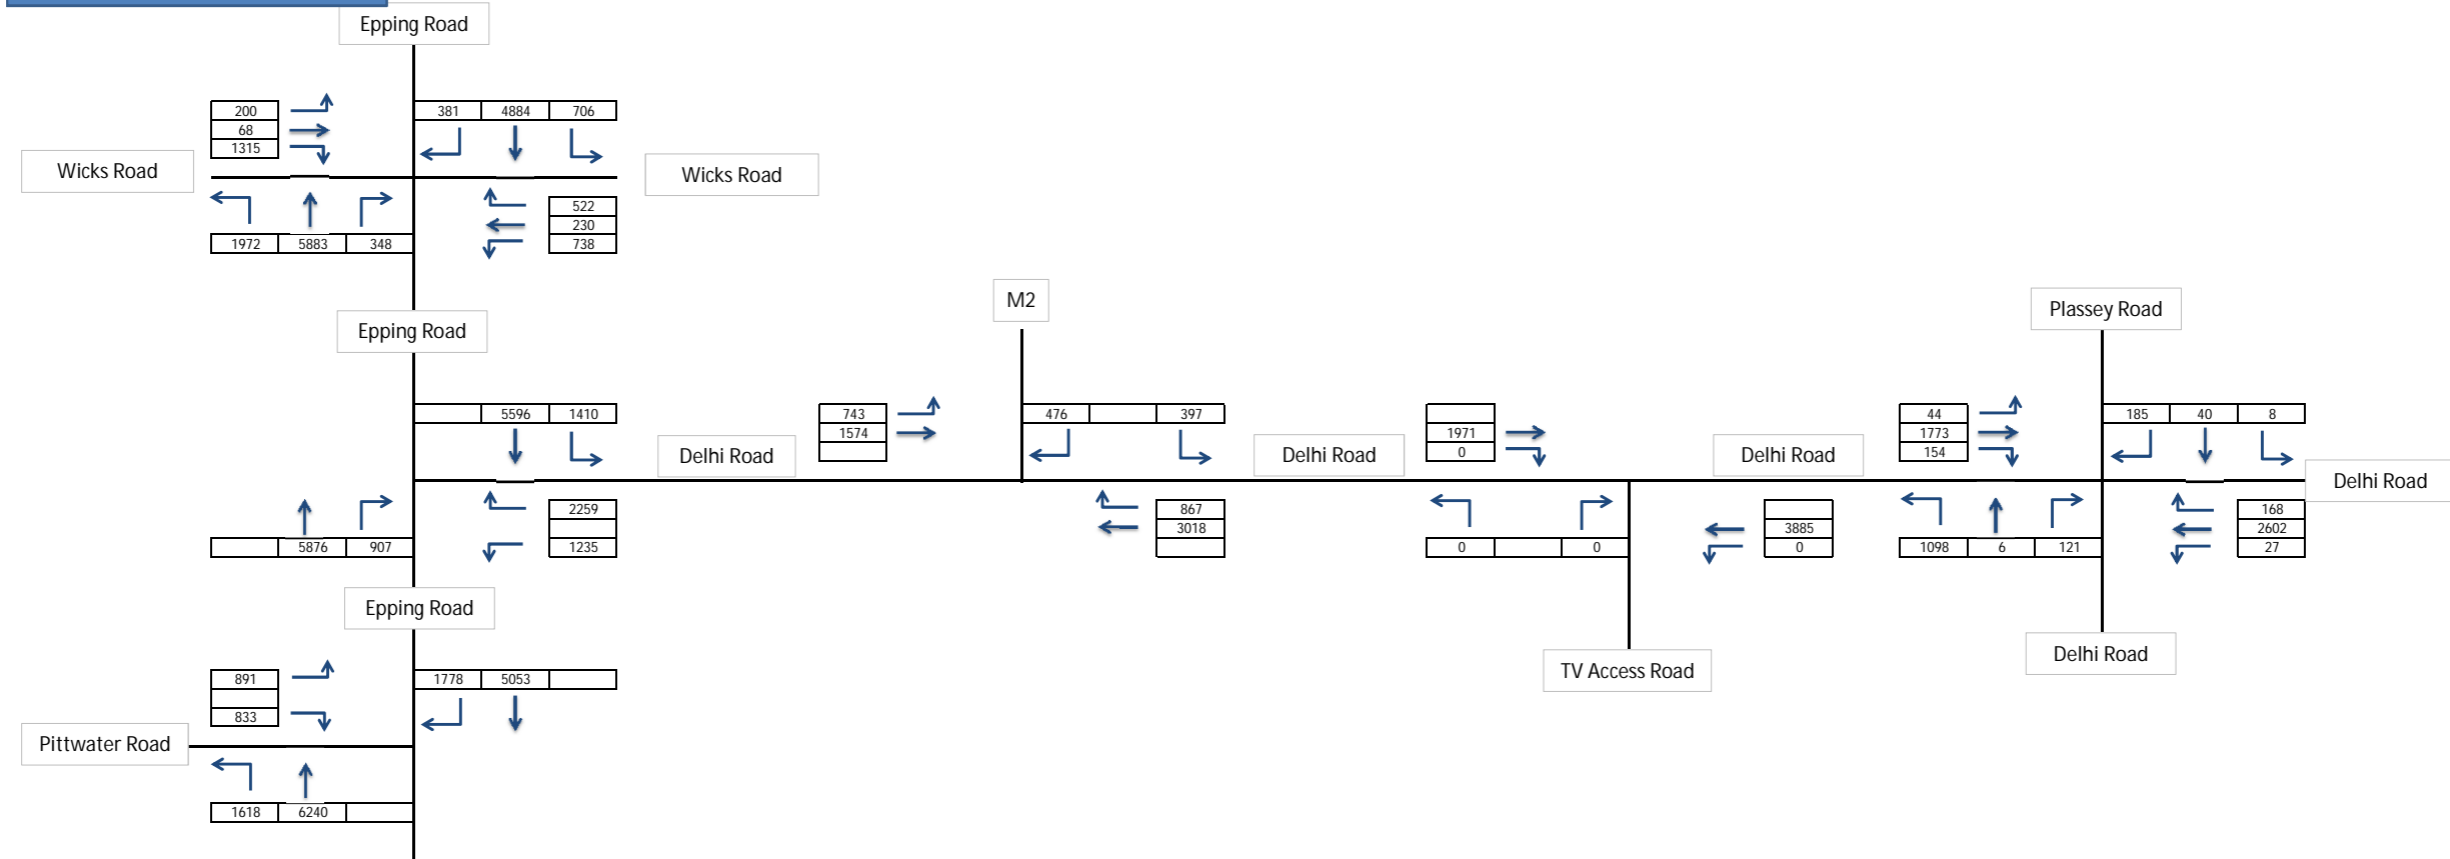 Epping Road
200
68
1315
381 4884 706
Wicks Road
Wicks Road
522
230
738
1972 5883 348
M2
Plassey Road
Epping Road
5596 1410
743
1574
476 397
1971
0
44
1773
154
185 40 8
Delhi Road
Delhi Road
Delhi Road
Delhi Road
2259
1235
867
3018
3885
0
168
2602
27
5876 907
0 0
1098 6 121
Epping Road
Delhi Road
TV Access Road
891
833
1778 5053
Pittwater Road
1618 6240